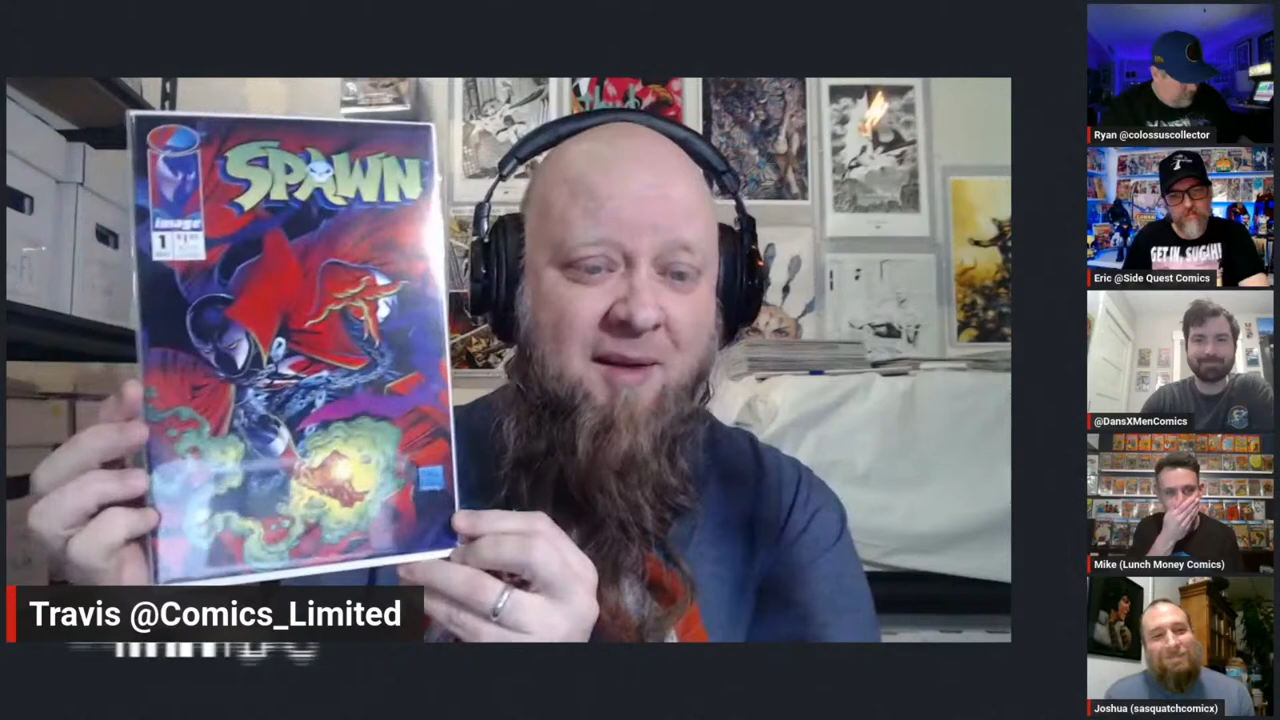 SPAWN
image
1
Travis @Comics_Limited
Ryan @colossuscollector
GET IN, SUGAH!
Eric @Side Quest Comics
@DansXMenComics
Mike (Lunch Money Comics)
Joshua (sasquatchcomicx)